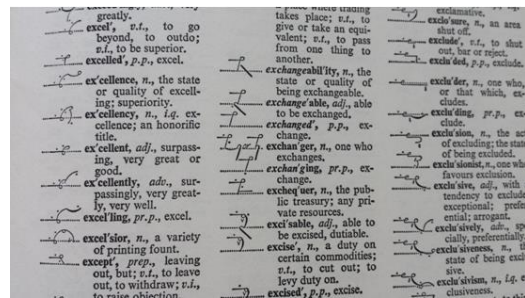 greatly.
excel', v.t., to go
beyond, to outdo;
v.i., to be superior.
excelled', p.p., excel.
ex'cellence, n., the state
or quality of excell-
ing; superiority.
ex'cellency, n., i.q. ex-
cellence; an honorific
title.
ex'cellent, adj., surpass-
ing, very great or
good.
ex'cellently, adv., sur-
passingly, very great-
ly, very well.
excel'ling, pr.p., excel.
excel'sior, n., a variety
of printing fount.
except', prep., leaving
out, but; v.t., to leave
out, to withdraw; v.i.,
to raise objection.
a place where trading
takes place; v.t., to
give or take an equi-
valent; v.t., to pass
from one thing to
another.
exchangeabil'ity, n., the
state or quality of
being exchangeable.
exchange'able, adj., able
to be exchanged.
exchanged', p.p., ex-
change.
exchan'ger, n., one who
exchanges.
exchan'ging, pr.p., ex-
change.
excheq'uer, n., the pub-
lic treasury; any pri-
vate resources.
exci'sable, adj., able to
be excised, dutiable.
excise', n., a duty on
certain commodities;
v.t., to cut out; to
levy duty on.
excised', p.p., excise.
exclamative.
exclo'sure, n., an area
shut off.
exclude', v.t., to shut
out, bar or reject.
exclu'ded, p.p., exclude.
exclu'der, n., one who,
or that which, ex-
cludes.
exclu'ding, pr.p., ex-
clude.
exclu'sion, n., the act
of excluding; the state
of being excluded.
exclu'sionist, n., one who
favours exclusion.
exclu'sive, adj., with
tendency to exclude
exceptional; prefer
ential; arrogant.
exclu'sively, adv., sp
cially, preferentially
exclu'siveness, n., the
state of being exclu
sive.
exclu'sivism, n., i.q. e
clusiveness.